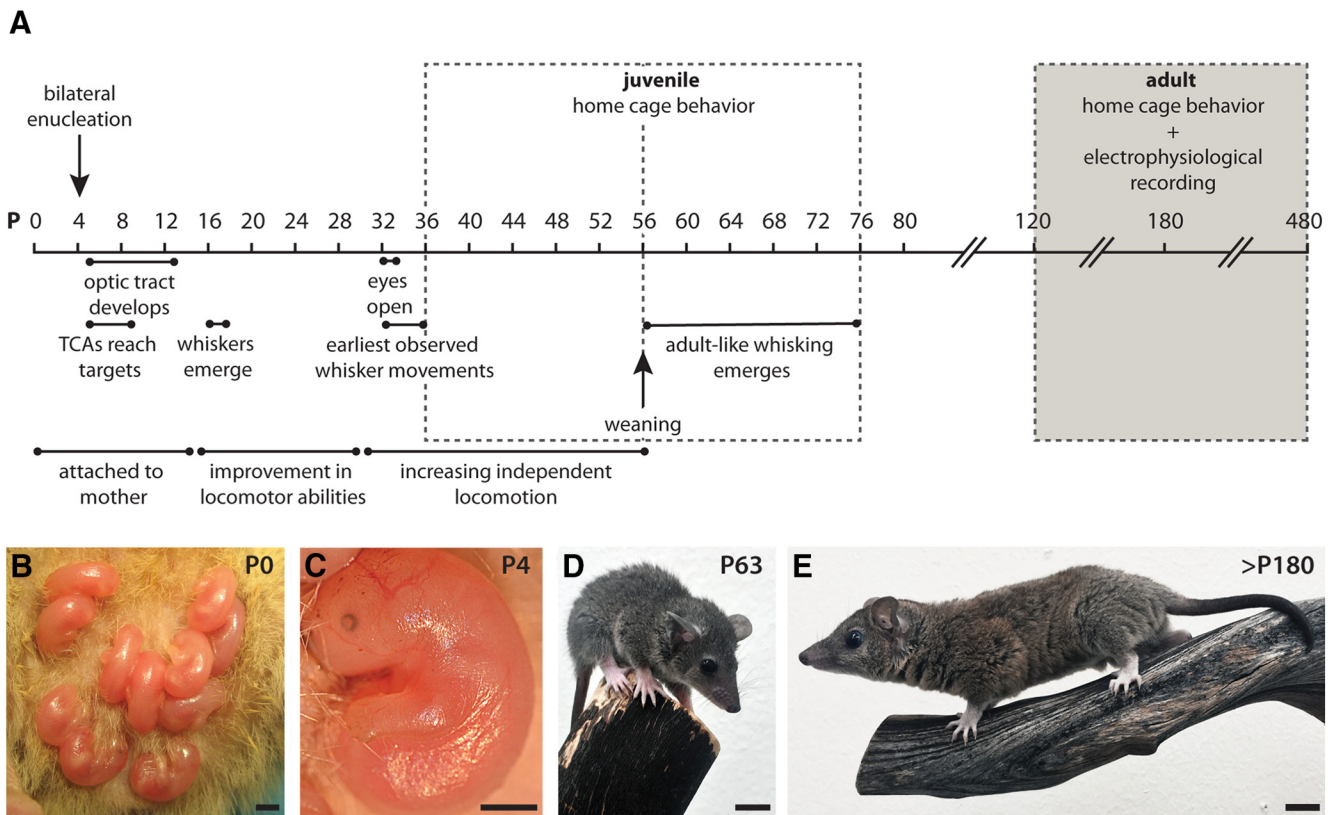 A
bilateral
enucleation
juvenile
home cage behavior
adult
home cage behavior
+
electrophysiological
recording
P 0 4 8 12 16 20 24 28 32 36 40 44 48 52 56 60 64 68 72 76 80 120 180 480
optic tract
develops
eyes
open
TCAs reach
targets
whiskers
emerge
earliest observed
whisker movements
adult-like whisking
emerges
weaning
attached to
mother
improvement in
locomotor abilities
increasing independent
locomotion
B P0
C P4
D P63
E >P180